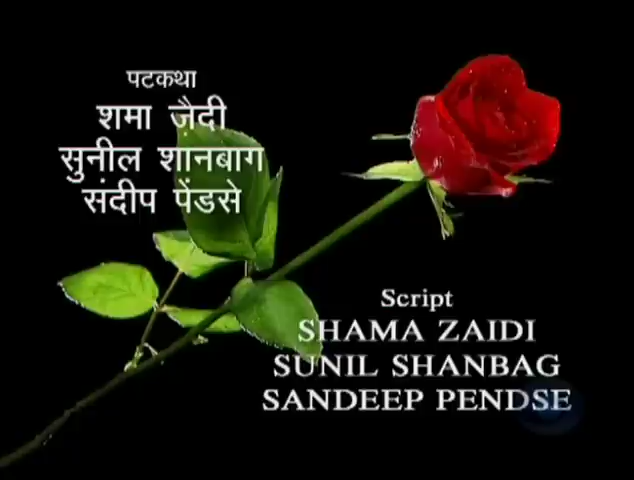 पटकथा
शमा ज़ैदी
सुनील शानबाग
संदीप पेंडसे
Script
SHAMA ZAIDI
SUNIL SHANBAG
SANDEEP PENDSE